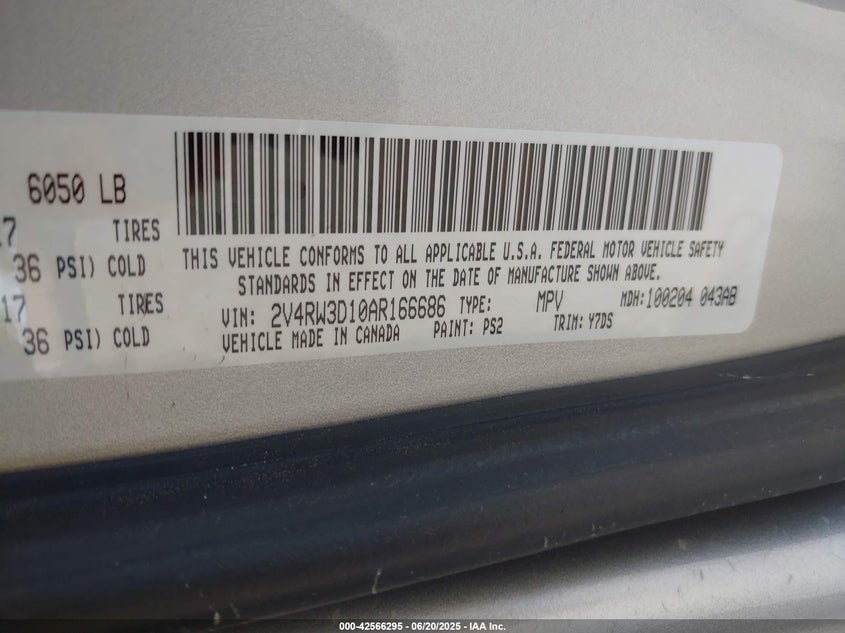 6050 LB
17 TIRES
36 PSI) COLD
17 TIRES
36 PSI) COLD
THIS VEHICLE CONFORMS TO ALL APPLICABLE U.S.A. FEDERAL MOTOR VEHICLE SAFETY
STANDARDS IN EFFECT ON THE DATE OF MANUFACTURE SHOWN ABOVE.
VIN: 2V4RW3D10AR166686 TYPE: MPV MDH: 100204 043AB
VEHICLE MADE IN CANADA PAINT: PS2 TRIM: Y7DS
000-42566295 - 06/20/2025 - IAA Inc.